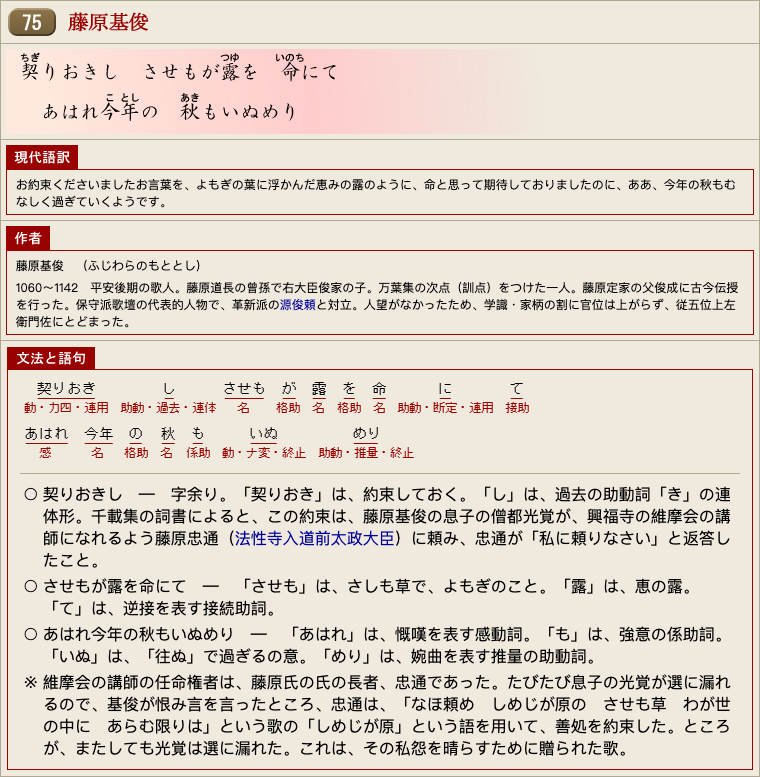 75 藤原基俊
ちぎ つゆ いのち
契りおきし　させもが露を　命にて
こ とし あき
あはれ今年の　秋もいぬめり
現代語訳
お約束くださいましたお言葉を、よもぎの葉に浮かんだ恵みの露のように、命と思って期待しておりましたのに、ああ、今年の秋もむ
なしく過ぎていくようです。
作者
藤原基俊　（ふじわらのもととし）
1060～1142　平安後期の歌人。藤原道長の曾孫で右大臣俊家の子。万葉集の次点（訓点）をつけた一人。藤原定家の父俊成に古今伝授
を行った。保守派歌壇の代表的人物で、革新派の源俊頼と対立。人望がなかったため、学識・家柄の割に官位は上がらず、従五位上左
衛門佐にとどまった。
文法と語句
契りおき　し　させも　が　露　を　命　に　て
動・カ四・連用　助動・過去・連体　名　格助　名　格助　名　助動・断定・連用　接助
あはれ　今年　の　秋　も　いぬ　めり
感　名　格助　名　係助　動・ナ変・終止　助動・推量・終止
○ 契りおきし　―　字余り。「契りおき」は、約束しておく。「し」は、過去の助動詞「き」の連
体形。千載集の詞書によると、この約束は、藤原基俊の息子の僧都光覚が、興福寺の維摩会の講
師になれるよう藤原忠通（法性寺入道前太政大臣）に頼み、忠通が「私に頼りなさい」と返答し
たこと。
○ させもが露を命にて　―　「させも」は、さしも草で、よもぎのこと。「露」は、恵の露。
「て」は、逆接を表す接続助詞。
○ あはれ今年の秋もいぬめり　―　「あはれ」は、慨嘆を表す感動詞。「も」は、強意の係助詞。
「いぬ」は、「往ぬ」で過ぎるの意。「めり」は、婉曲を表す推量の助動詞。
※ 維摩会の講師の任命権者は、藤原氏の氏の長者、忠通であった。たびたび息子の光覚が選に漏れ
るので、基俊が恨み言を言ったところ、忠通は、「なほ頼め　しめじが原の　させも草　わが世
の中に　あらむ限りは」という歌の「しめじが原」という語を用いて、善処を約束した。ところ
が、またしても光覚は選に漏れた。これは、その私怨を晴らすために贈られた歌。